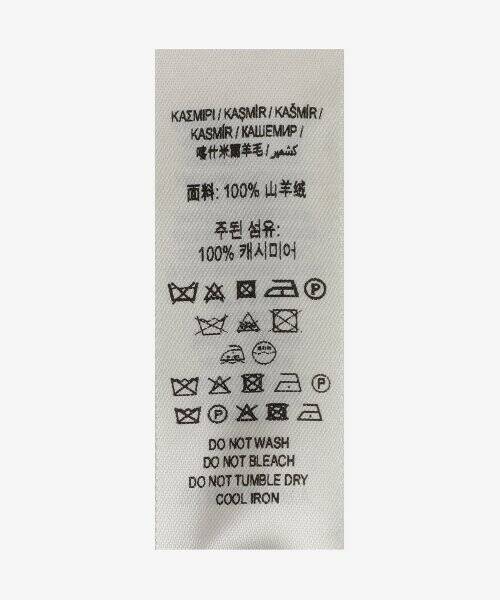 ΚΑΣΜΙΡΙ / KAŞMİR / KAŠMÍR /
KASMÍR / КАШЕМИР /
喀什米爾羊毛 / كشمير
面料: 100% 山羊绒
주된 섬유:
100% 캐시미어
P
P
P
DO NOT WASH
DO NOT BLEACH
DO NOT TUMBLE DRY
COOL IRON